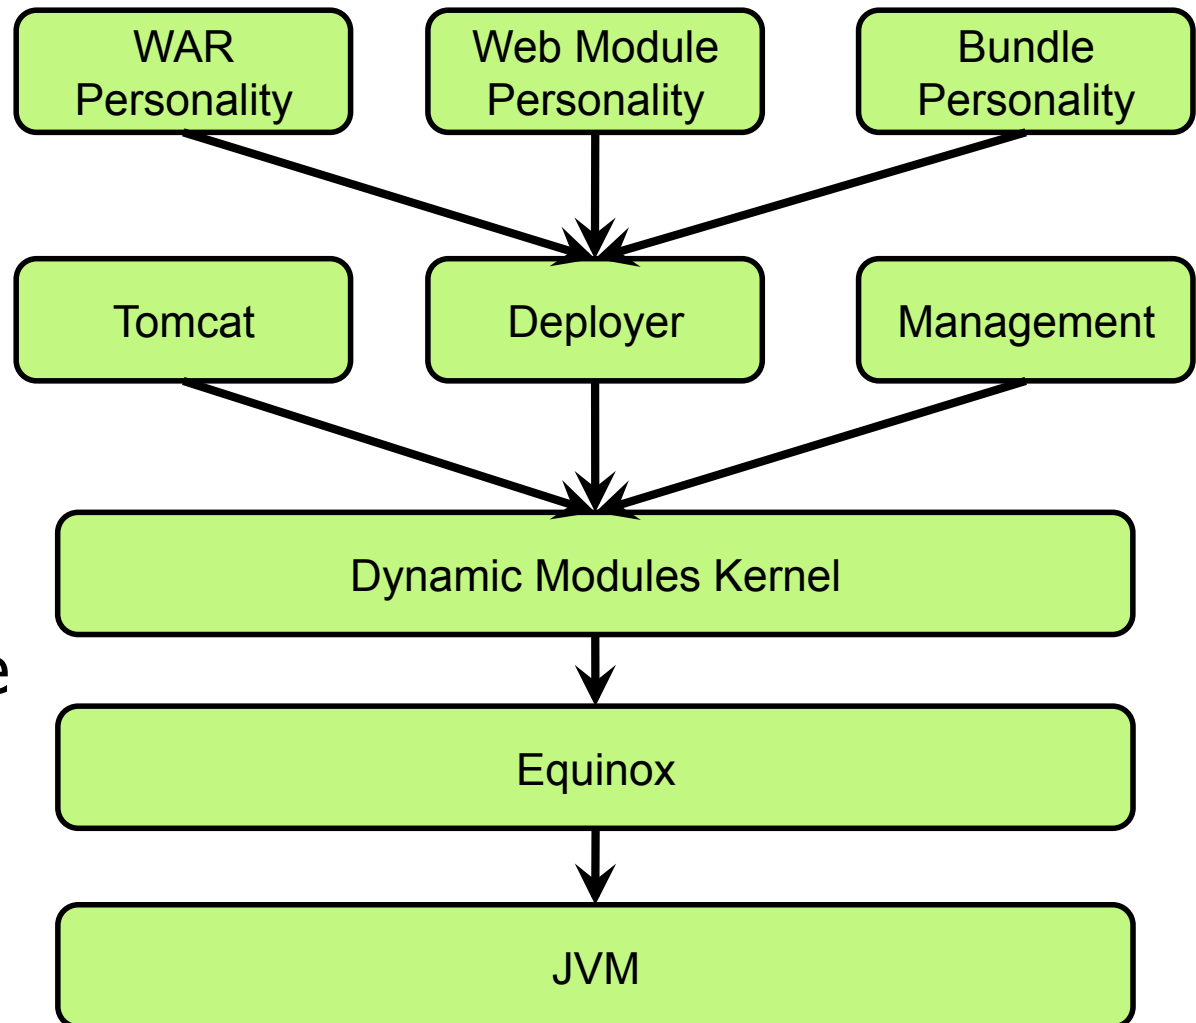 WAR
Personality
Web Module
Personality
Bundle
Personality
Tomcat
Deployer
Management
Dynamic Modules Kernel
e
Equinox
JVM